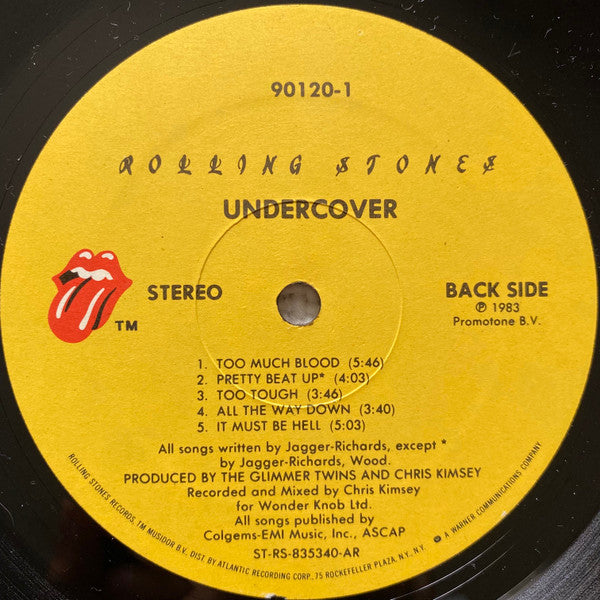 90120-1
ROLLING STONES
UNDERCOVER
STEREO
TM
BACK SIDE
℗ 1983
Promotone B.V.
1. TOO MUCH BLOOD (5:46)
2. PRETTY BEAT UP* (4:03)
3. TOO TOUGH (3:46)
4. ALL THE WAY DOWN (3:40)
5. IT MUST BE HELL (5:03)
All songs written by Jagger-Richards, except *
by Jagger-Richards, Wood.
PRODUCED BY THE GLIMMER TWINS AND CHRIS KIMSEY
Recorded and Mixed by Chris Kimsey
for Wonder Knob Ltd.
All songs published by
Colgems-EMI Music, Inc., ASCAP
ST-RS-835340-AR
ROLLING STONES RECORDS, TM MUSIDOR B.V. DIST. BY ATLANTIC RECORDING CORP., 75 ROCKEFELLER PLAZA, N.Y., N.Y. A WARNER COMMUNICATIONS COMPANY.